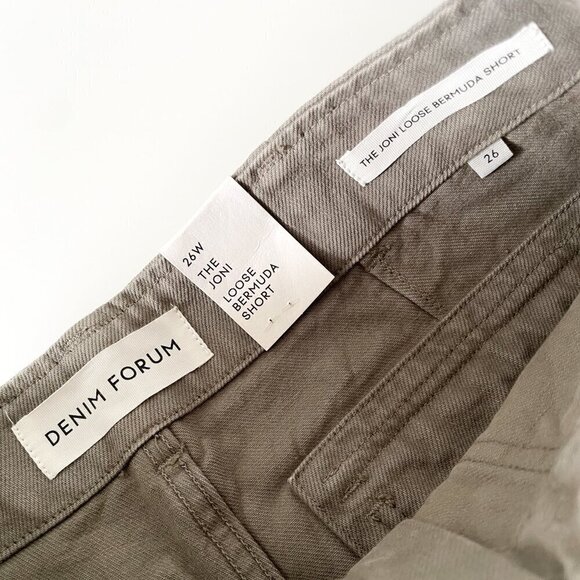 DENIM FORUM
26W
THE
JONI
LOOSE
BERMUDA
SHORT
THE JONI LOOSE BERMUDA SHORT
26